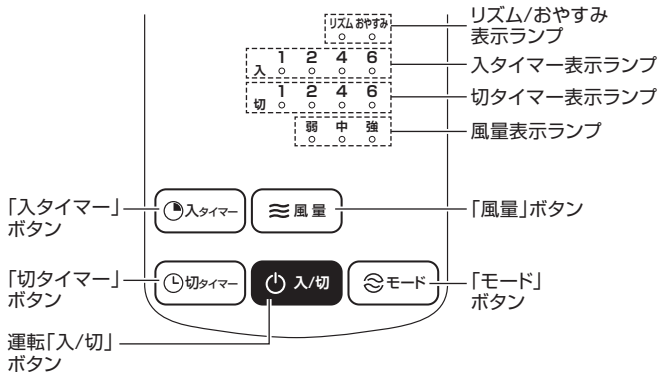 リズム おやすみ
リズム/おやすみ
表示ランプ
入 1 2 4 6
入タイマー表示ランプ
切 1 2 4 6
切タイマー表示ランプ
弱 中 強
風量表示ランプ
「入タイマー」
ボタン
入タイマー
風量
「風量」ボタン
「切タイマー」
ボタン
切タイマー
入/切
モード
「モード」
ボタン
運転「入/切」
ボタン